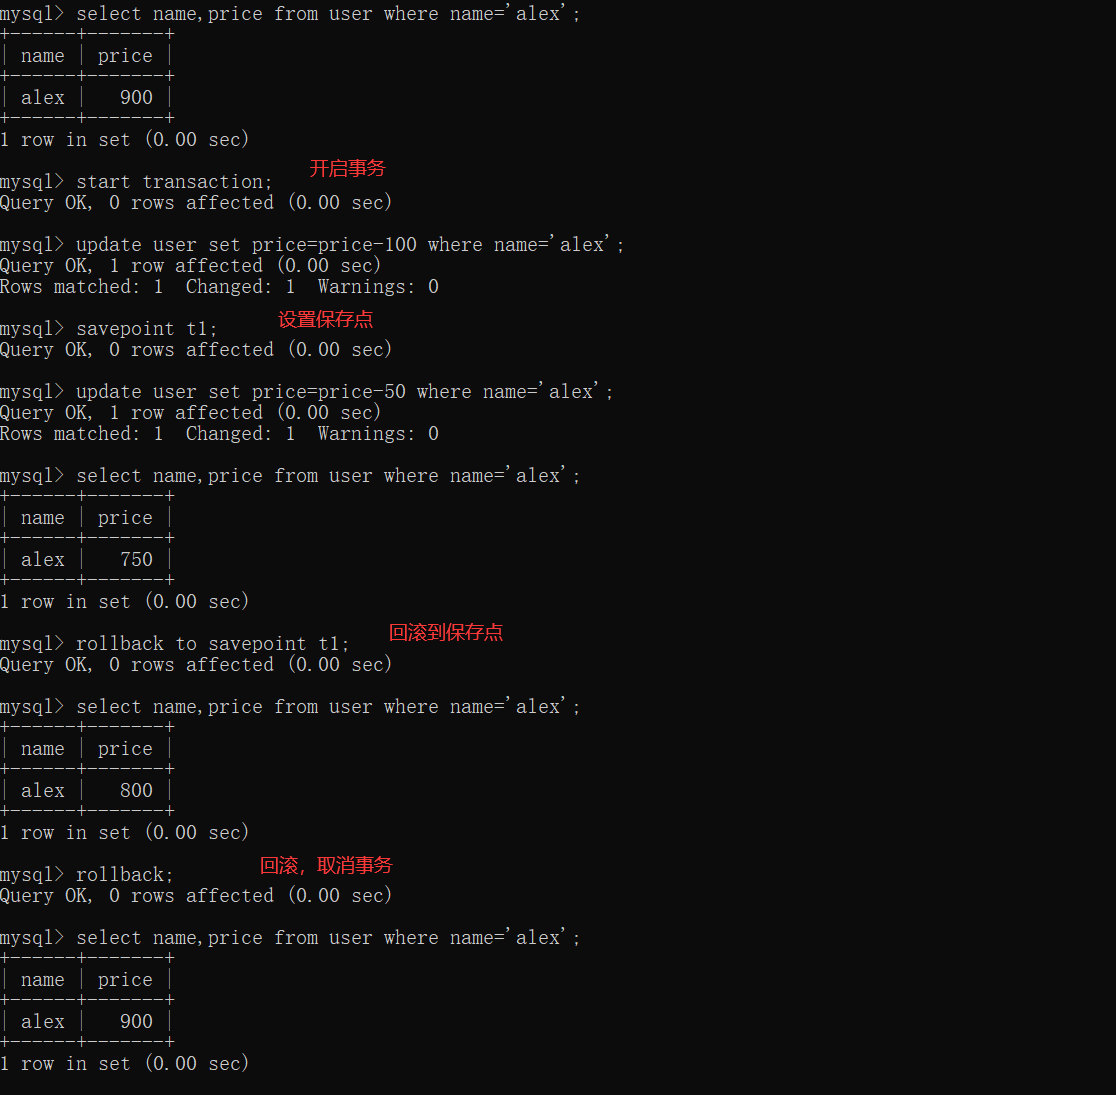 mysql> select name,price from user where name='alex';
+------+-------+
| name | price |
+------+-------+
| alex |   900 |
+------+-------+
1 row in set (0.00 sec)
开启事务
mysql> start transaction;
Query OK, 0 rows affected (0.00 sec)
mysql> update user set price=price-100 where name='alex';
Query OK, 1 row affected (0.00 sec)
Rows matched: 1  Changed: 1  Warnings: 0
设置保存点
mysql> savepoint t1;
Query OK, 0 rows affected (0.00 sec)
mysql> update user set price=price-50 where name='alex';
Query OK, 1 row affected (0.00 sec)
Rows matched: 1  Changed: 1  Warnings: 0
mysql> select name,price from user where name='alex';
+------+-------+
| name | price |
+------+-------+
| alex |   750 |
+------+-------+
1 row in set (0.00 sec)
回滚到保存点
mysql> rollback to savepoint t1;
Query OK, 0 rows affected (0.00 sec)
mysql> select name,price from user where name='alex';
+------+-------+
| name | price |
+------+-------+
| alex |   800 |
+------+-------+
1 row in set (0.00 sec)
回滚，取消事务
mysql> rollback;
Query OK, 0 rows affected (0.00 sec)
mysql> select name,price from user where name='alex';
+------+-------+
| name | price |
+------+-------+
| alex |   900 |
+------+-------+
1 row in set (0.00 sec)